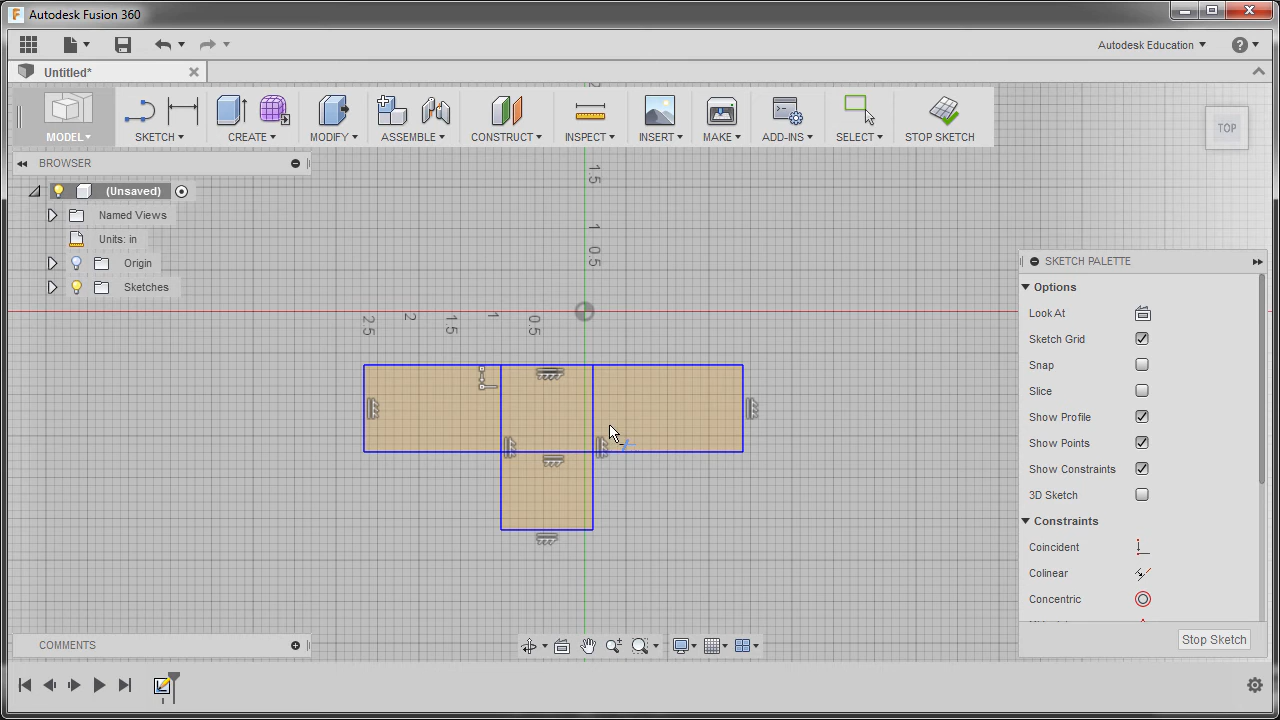 Autodesk Fusion 360
Autodesk Education
Untitled*
MODEL
SKETCH
CREATE
MODIFY
ASSEMBLE
CONSTRUCT
INSPECT
INSERT
MAKE
ADD-INS
SELECT
STOP SKETCH
TOP
BROWSER
(Unsaved)
Named Views
Units: in
Origin
Sketches
1.5
1
0.5
2.5
2
1.5
1
0.5
SKETCH PALETTE
Options
Look At
Sketch Grid
Snap
Slice
Show Profile
Show Points
Show Constraints
3D Sketch
Constraints
Coincident
Colinear
Concentric
Stop Sketch
COMMENTS